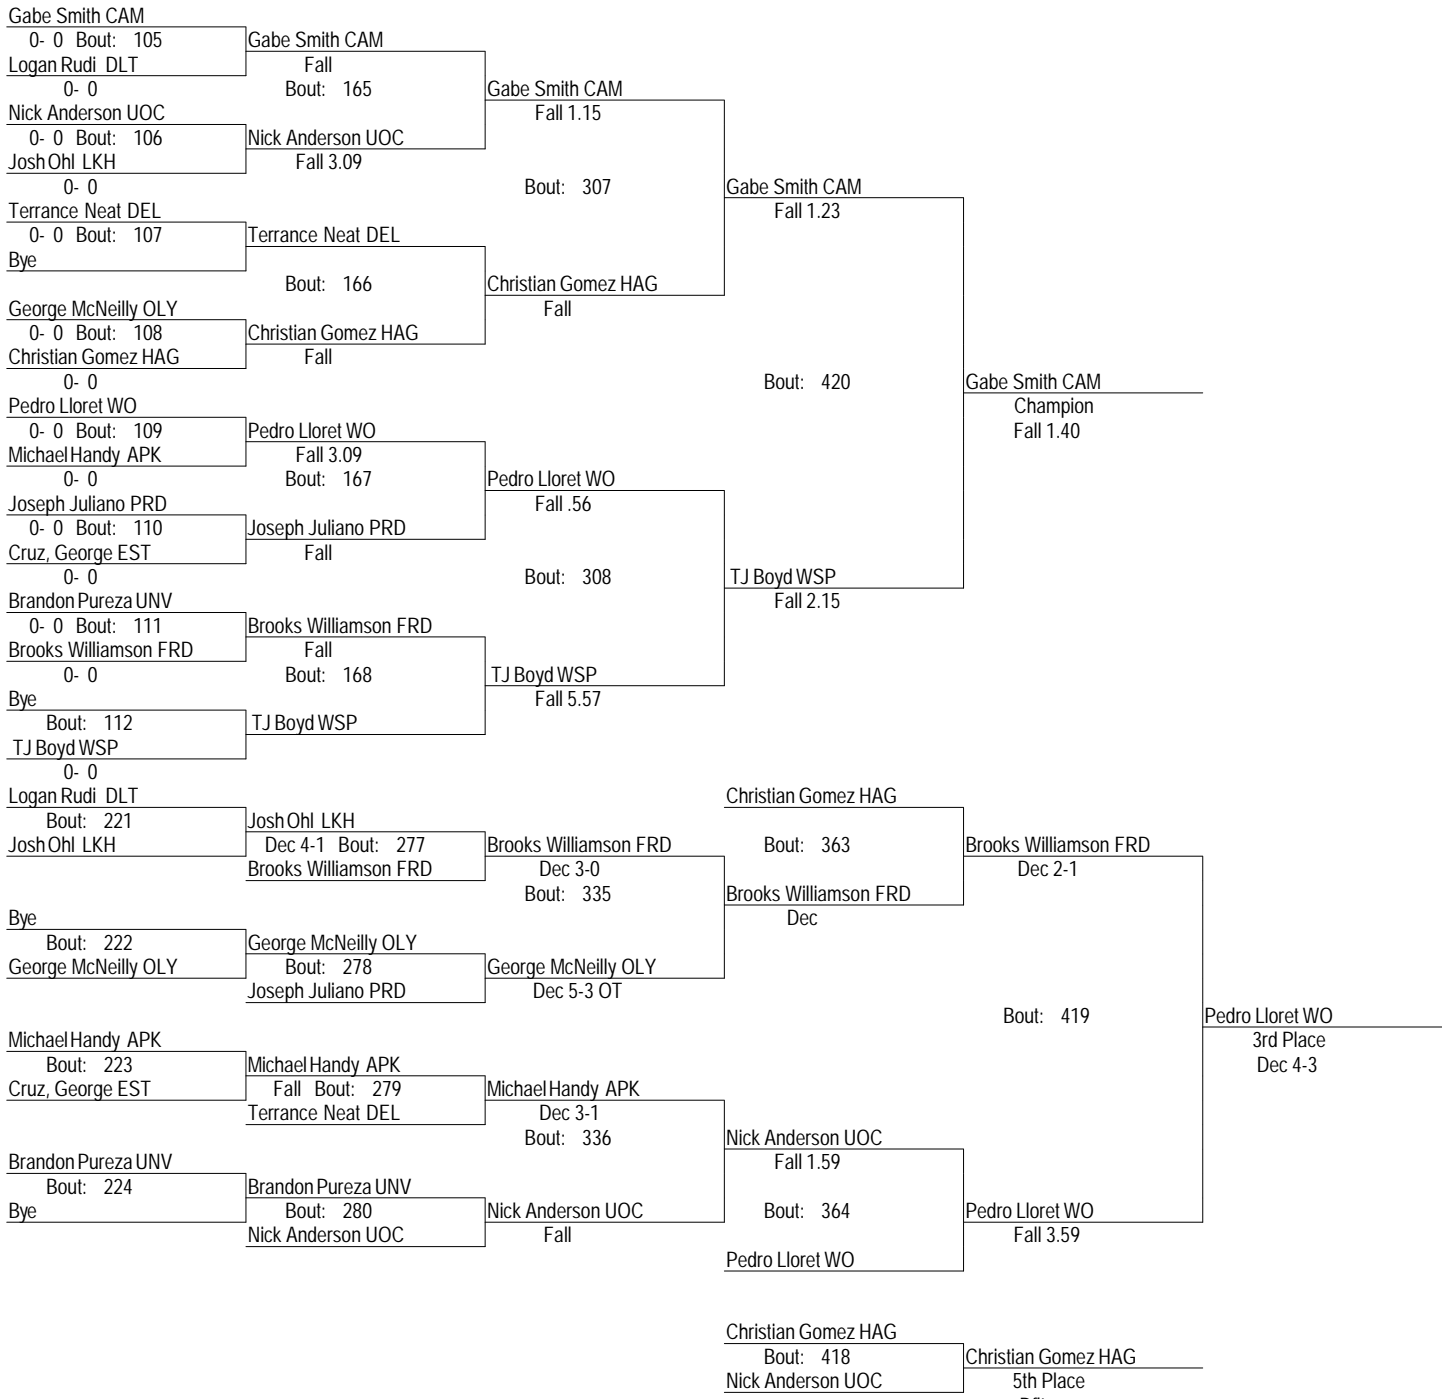 Gabe Smith CAM
0- 0 Bout: 105
Logan Rudi DLT
0- 0
Nick Anderson UOC
0- 0 Bout: 106
Josh Ohl LKH
0- 0
Terrance Neat DEL
0- 0 Bout: 107
Bye
George McNeilly OLY
0- 0 Bout: 108
Christian Gomez HAG
0- 0
Pedro Lloret WO
0- 0 Bout: 109
Michael Handy APK
0- 0
Joseph Juliano PRD
0- 0 Bout: 110
Cruz, George EST
0- 0
Brandon Pureza UNV
0- 0 Bout: 111
Brooks Williamson FRD
0- 0
Bye
Bout: 112
TJ Boyd WSP
0- 0
Gabe Smith CAM
Fall
Bout: 165
Nick Anderson UOC
Fall 3.09
Terrance Neat DEL
Bout: 166
Christian Gomez HAG
Fall
Pedro Lloret WO
Fall 3.09
Bout: 167
Joseph Juliano PRD
Fall
Brooks Williamson FRD
Fall
Bout: 168
TJ Boyd WSP
Gabe Smith CAM
Fall 1.15
Bout: 307
Christian Gomez HAG
Fall
Pedro Lloret WO
Fall .56
Bout: 308
TJ Boyd WSP
Fall 5.57
Gabe Smith CAM
Fall 1.23
Bout: 420
TJ Boyd WSP
Fall 2.15
Gabe Smith CAM
Champion
Fall 1.40
Logan Rudi DLT
Bout: 221
Josh Ohl LKH
Bye
Bout: 222
George McNeilly OLY
Michael Handy APK
Bout: 223
Cruz, George EST
Brandon Pureza UNV
Bout: 224
Bye
Josh Ohl LKH
Dec 4-1 Bout: 277
Brooks Williamson FRD
George McNeilly OLY
Bout: 278
Joseph Juliano PRD
Michael Handy APK
Fall Bout: 279
Terrance Neat DEL
Brandon Pureza UNV
Bout: 280
Nick Anderson UOC
Brooks Williamson FRD
Dec 3-0
Bout: 335
George McNeilly OLY
Dec 5-3 OT
Michael Handy APK
Dec 3-1
Bout: 336
Nick Anderson UOC
Fall
Christian Gomez HAG
Bout: 363
Brooks Williamson FRD
Dec
Nick Anderson UOC
Fall 1.59
Bout: 364
Pedro Lloret WO
Brooks Williamson FRD
Dec 2-1
Bout: 419
Pedro Lloret WO
Fall 3.59
Pedro Lloret WO
3rd Place
Dec 4-3
Christian Gomez HAG
Bout: 418
Nick Anderson UOC
Christian Gomez HAG
5th Place